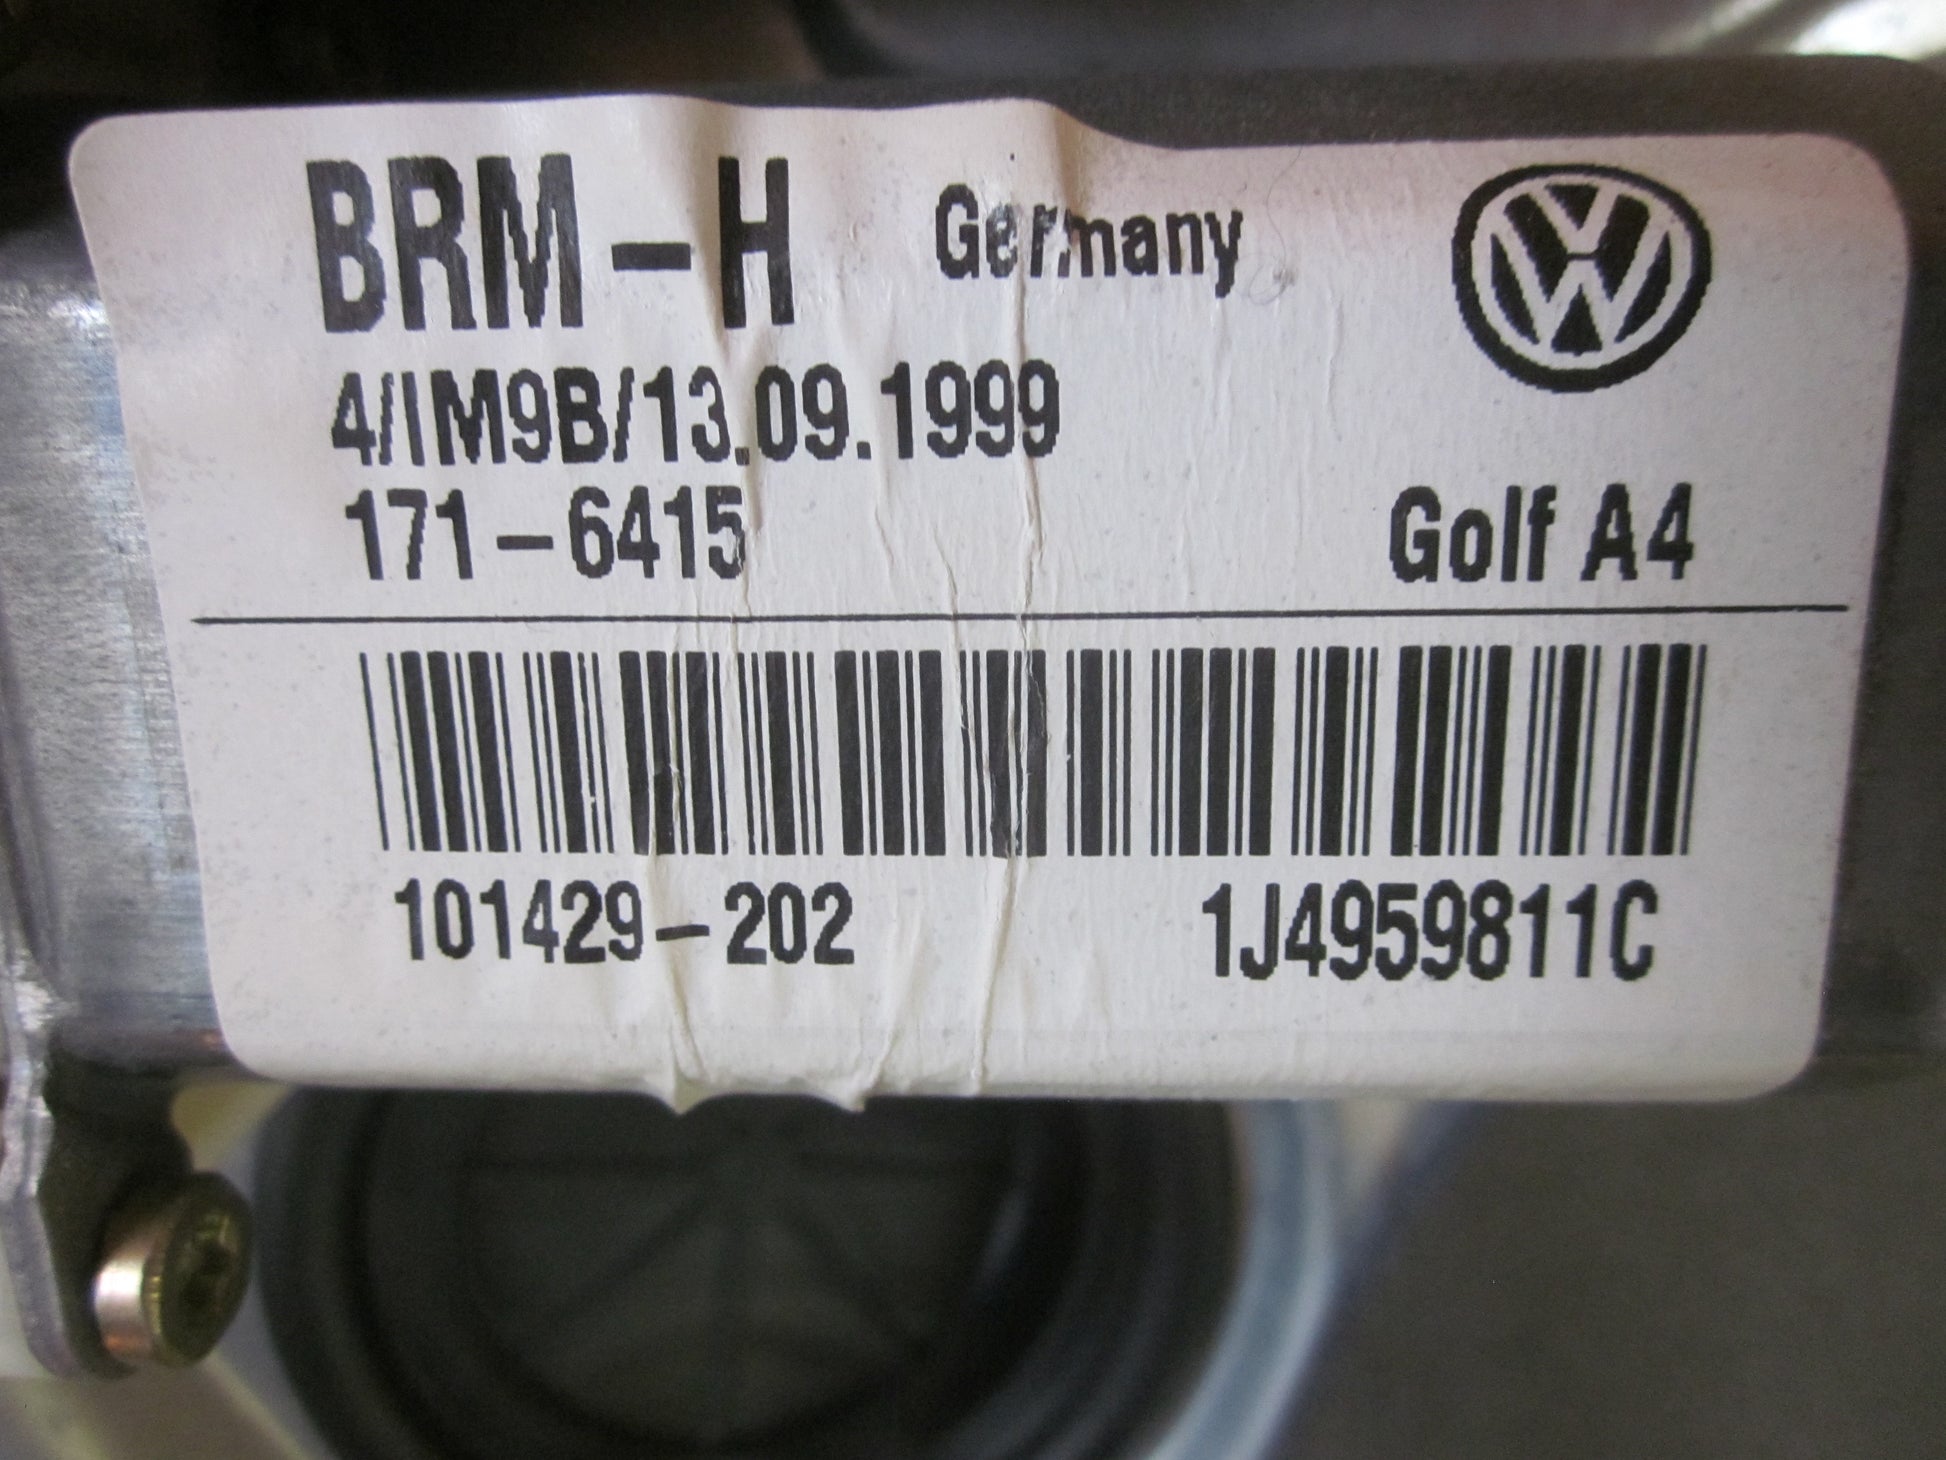 BRM-H Germany
4/IM9B/13.09.1999
171-6415 Golf A4
101429-202 1J4959811C